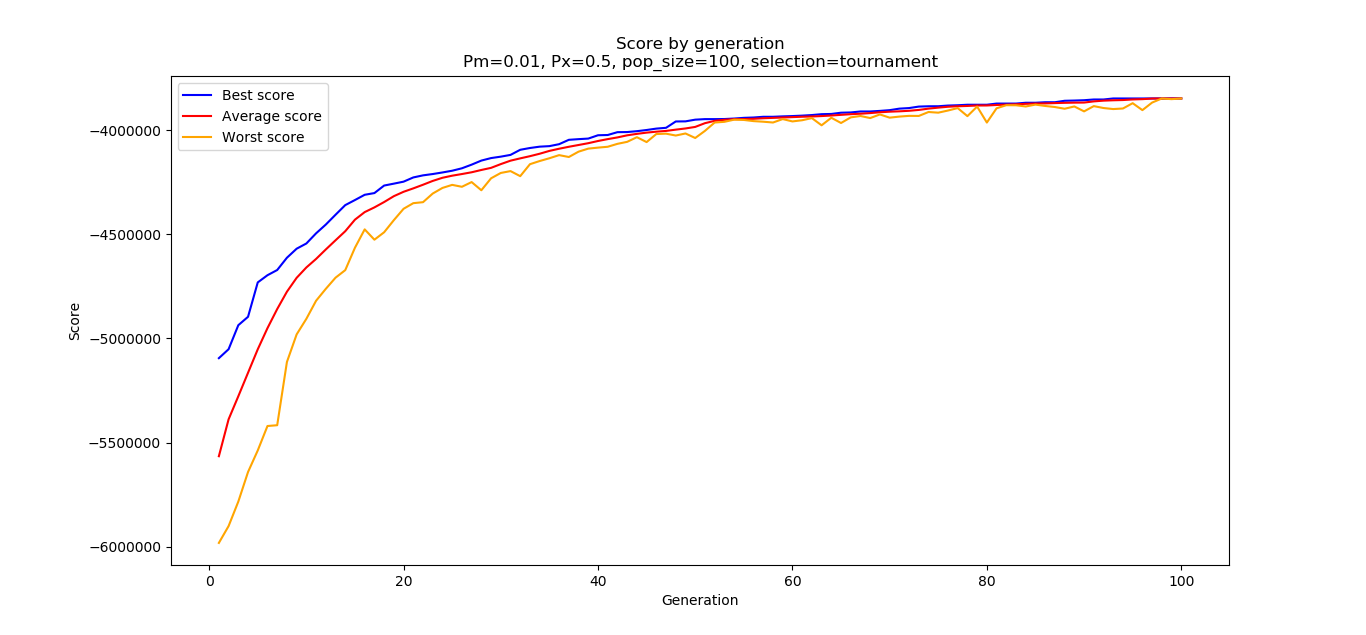 Score by generation
Pm=0.01, Px=0.5, pop_size=100, selection=tournament
Best score
Average score
Worst score
−4000000
−4500000
−5000000
−5500000
−6000000
Score
0 20 40 60 80 100
Generation